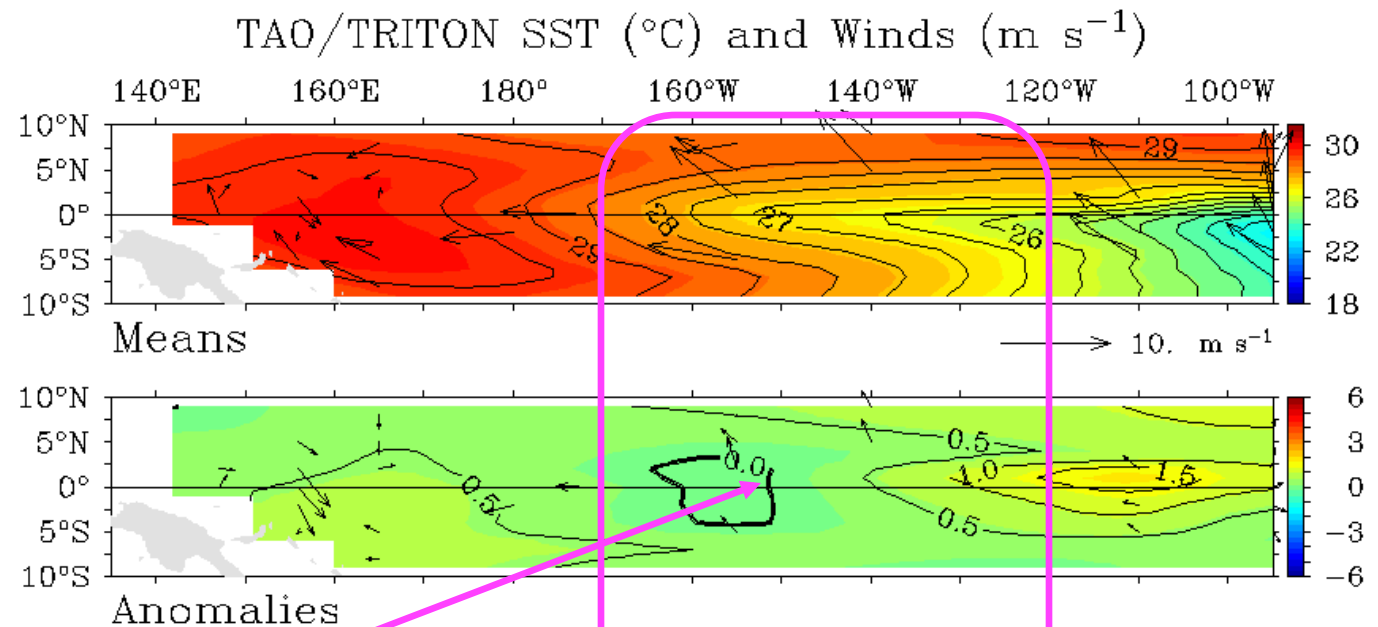 TAO/TRITON SST (°C) and Winds (m s⁻¹)
140°E 160°E 180° 160°W 140°W 120°W 100°W
10°N
5°N
0°
5°S
10°S
29
28
27
29
26
30
26
22
18
Means
10. m s⁻¹
10°N
5°N
0°
5°S
10°S
0.5
0.0
0.5
1.0
1.5
0.5
6
3
0
−3
−6
Anomalies